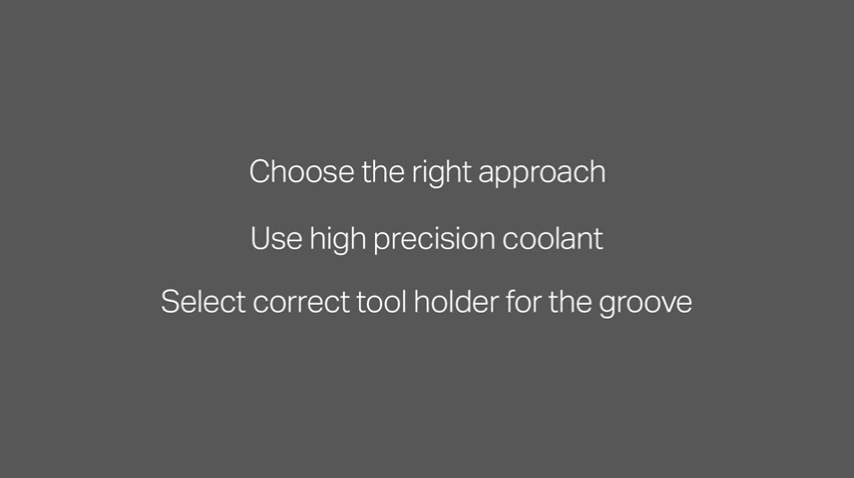 Choose the right approach
Use high precision coolant
Select correct tool holder for the groove